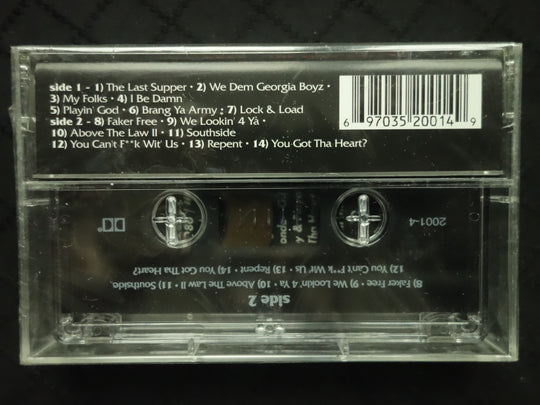 side 1 - 1) The Last Supper • 2) We Dem Georgia Boyz •
3) My Folks • 4) I Be Damn'
5) Playin' God • 6) Brang Ya Army ; 7) Lock & Load
side 2 - 8) Faker Free • 9) We Lookin' 4 Ya •
10) Above The Law II • 11) Southside
12) You Can't F**k Wit' Us • 13) Repent • 14) You Got Tha Heart?
6 97035 20014 9
2001-4
side 2
8) Faker Free • 9) We Lookin' 4 Ya • 10) Above The Law II • 11) Southside.
12) You Can't F**k Wit' Us • 13) Repent • 14) You Got Tha Heart?